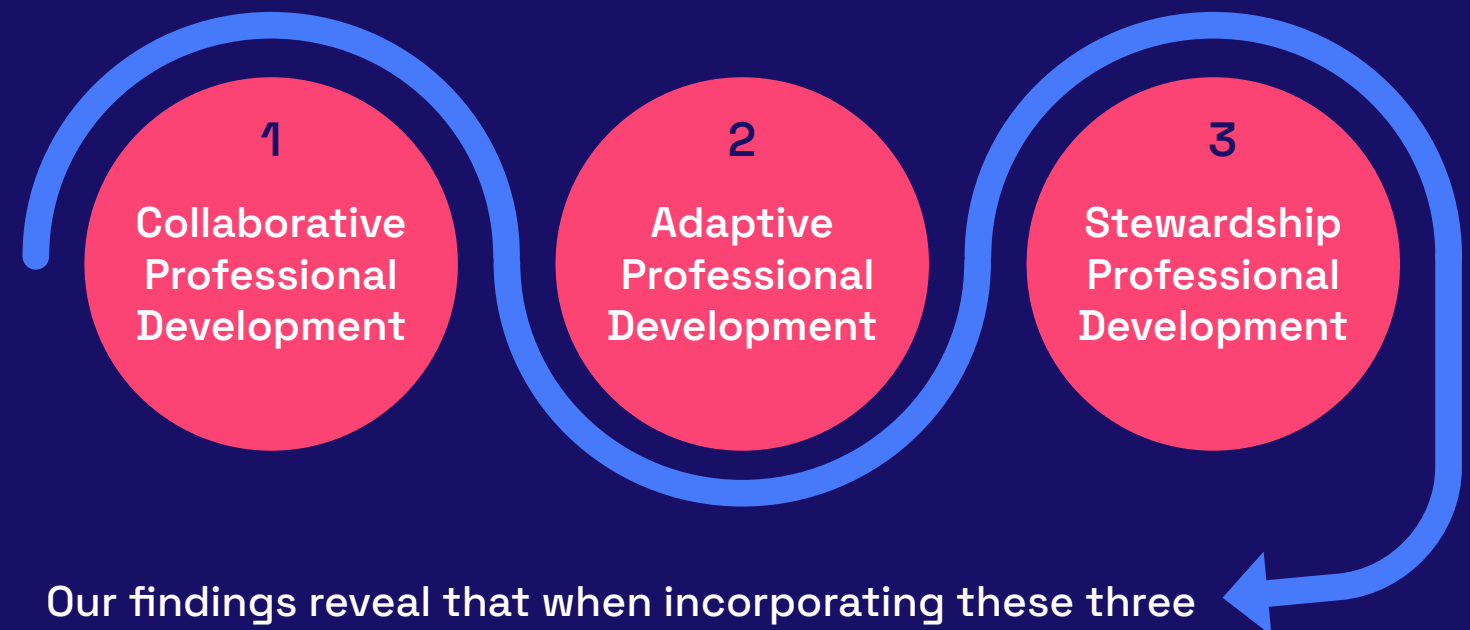 1
Collaborative
Professional
Development
2
Adaptive
Professional
Development
3
Stewardship
Professional
Development
Our findings reveal that when incorporating these three